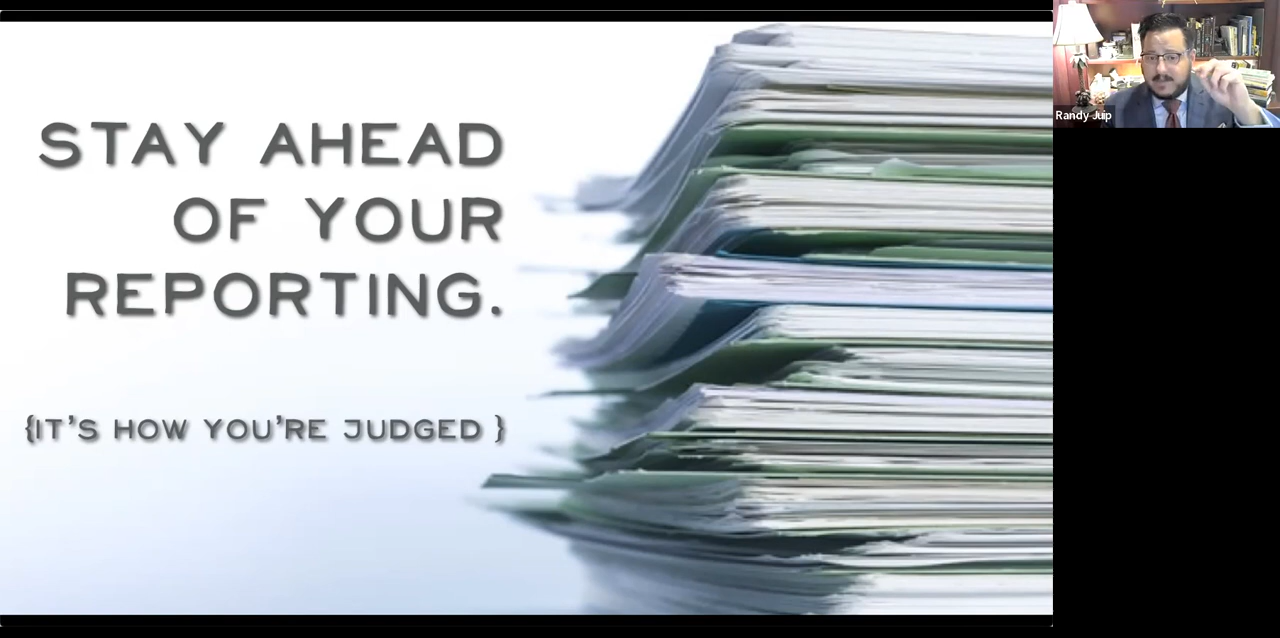 STAY AHEAD
OF YOUR
REPORTING.
{IT'S HOW YOU'RE JUDGED }
Randy Juip